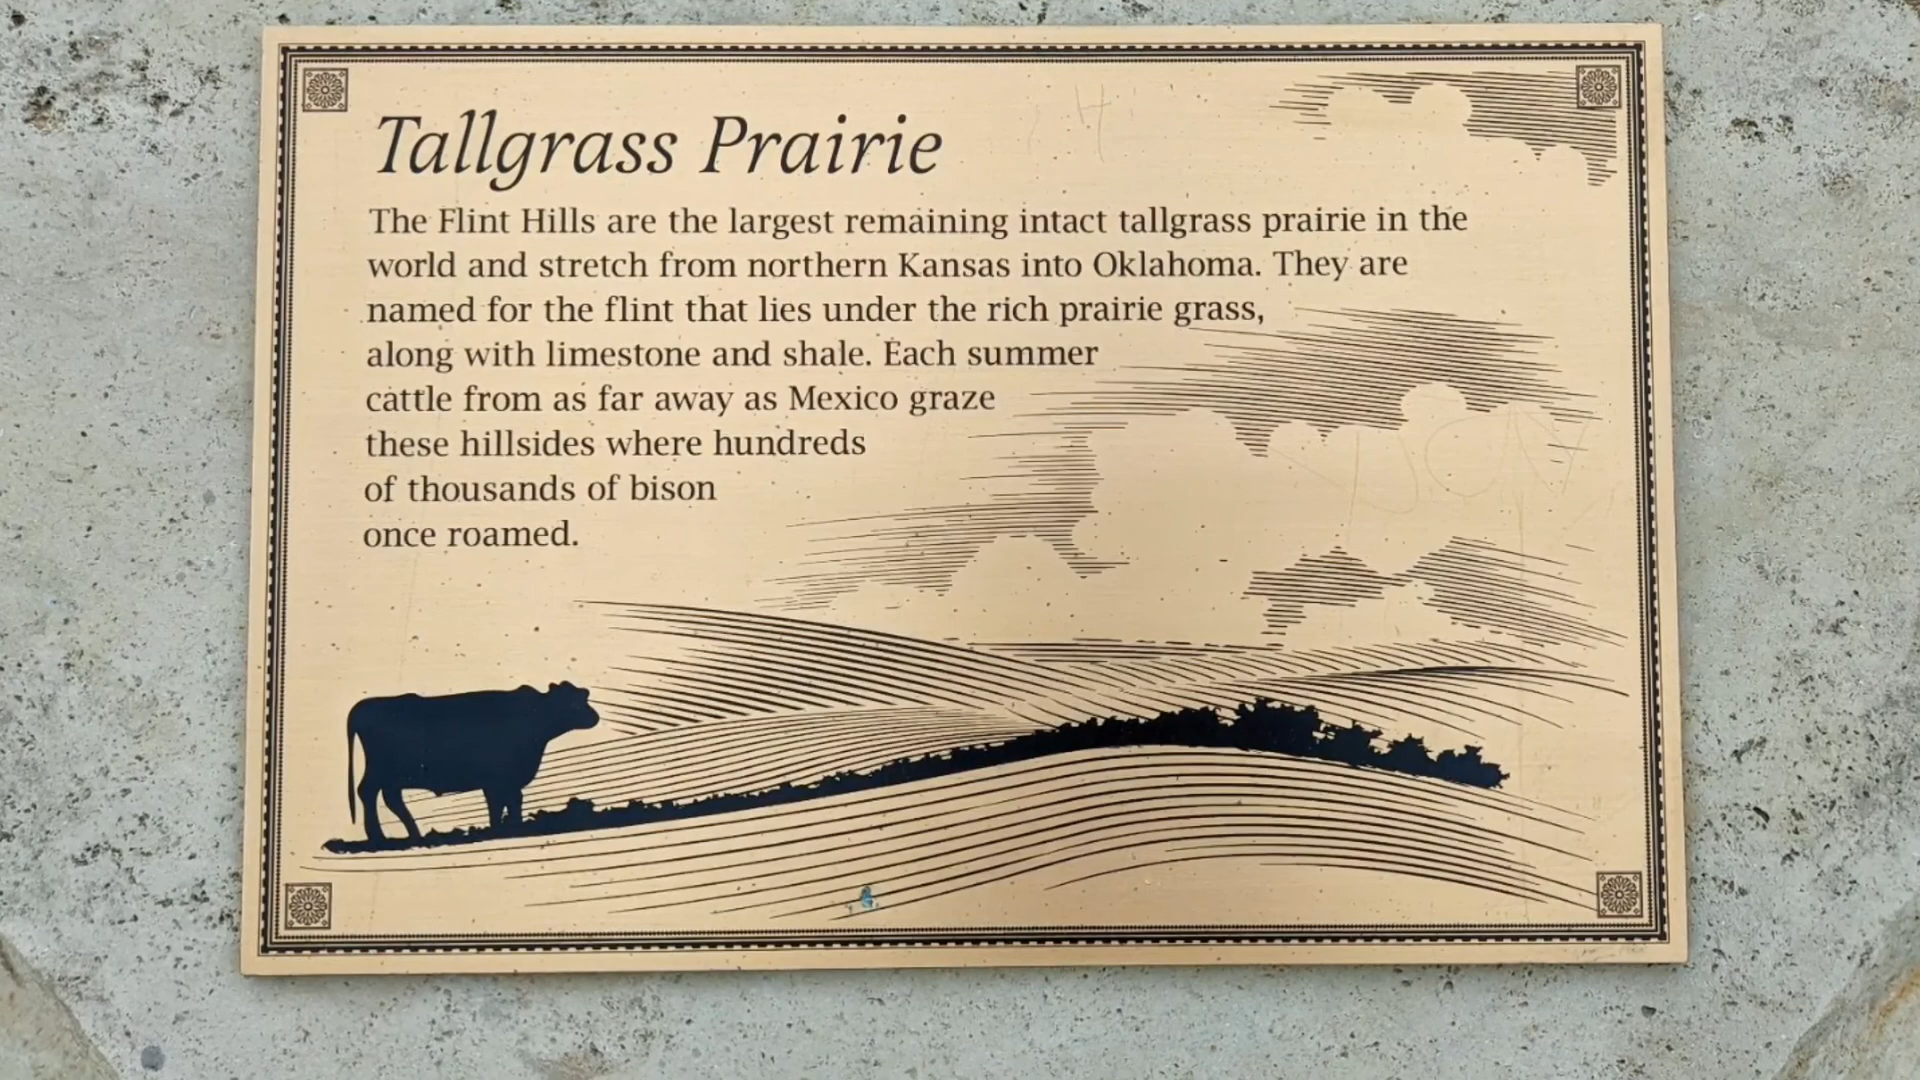 Tallgrass Prairie
The Flint Hills are the largest remaining intact tallgrass prairie in the
world and stretch from northern Kansas into Oklahoma. They are
named for the flint that lies under the rich prairie grass,
along with limestone and shale. Each summer
cattle from as far away as Mexico graze
these hillsides where hundreds
of thousands of bison
once roamed.